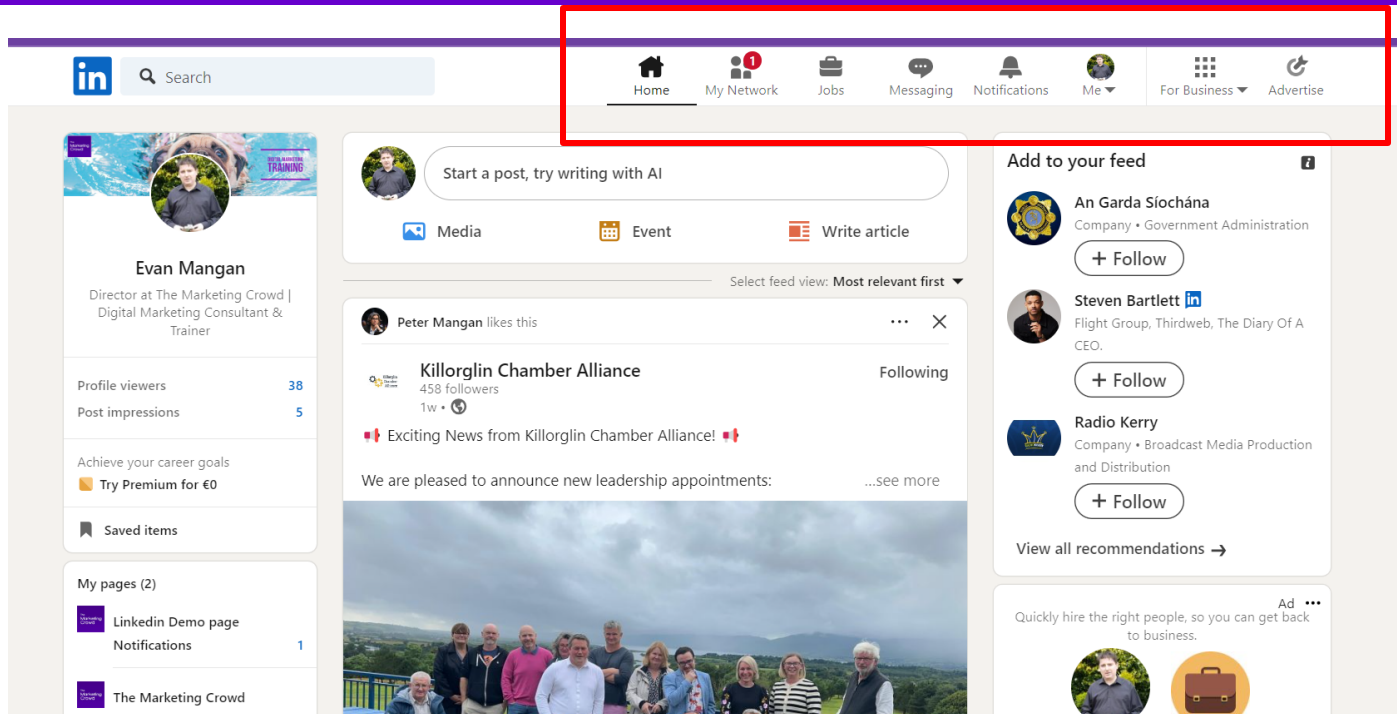 in
Search
Home
1
My Network
Jobs
Messaging
Notifications
Me
For Business
Advertise
DIGITAL MARKETING
TRAINING
Evan Mangan
Director at The Marketing Crowd |
Digital Marketing Consultant &
Trainer
Profile viewers 38
Post impressions 5
Achieve your career goals
Try Premium for €0
Saved items
My pages (2)
Linkedin Demo page
Notifications 1
The Marketing Crowd
Start a post, try writing with AI
Media
Event
Write article
Select feed view: Most relevant first
Peter Mangan likes this
Killorglin Chamber Alliance
Following
458 followers
1w •
Exciting News from Killorglin Chamber Alliance!
We are pleased to announce new leadership appointments: ...see more
Add to your feed
An Garda Síochána
Company • Government Administration
+ Follow
Steven Bartlett in
Flight Group, Thirdweb, The Diary Of A
CEO.
+ Follow
Radio Kerry
Company • Broadcast Media Production
and Distribution
+ Follow
View all recommendations →
Ad
Quickly hire the right people, so you can get back
to business.